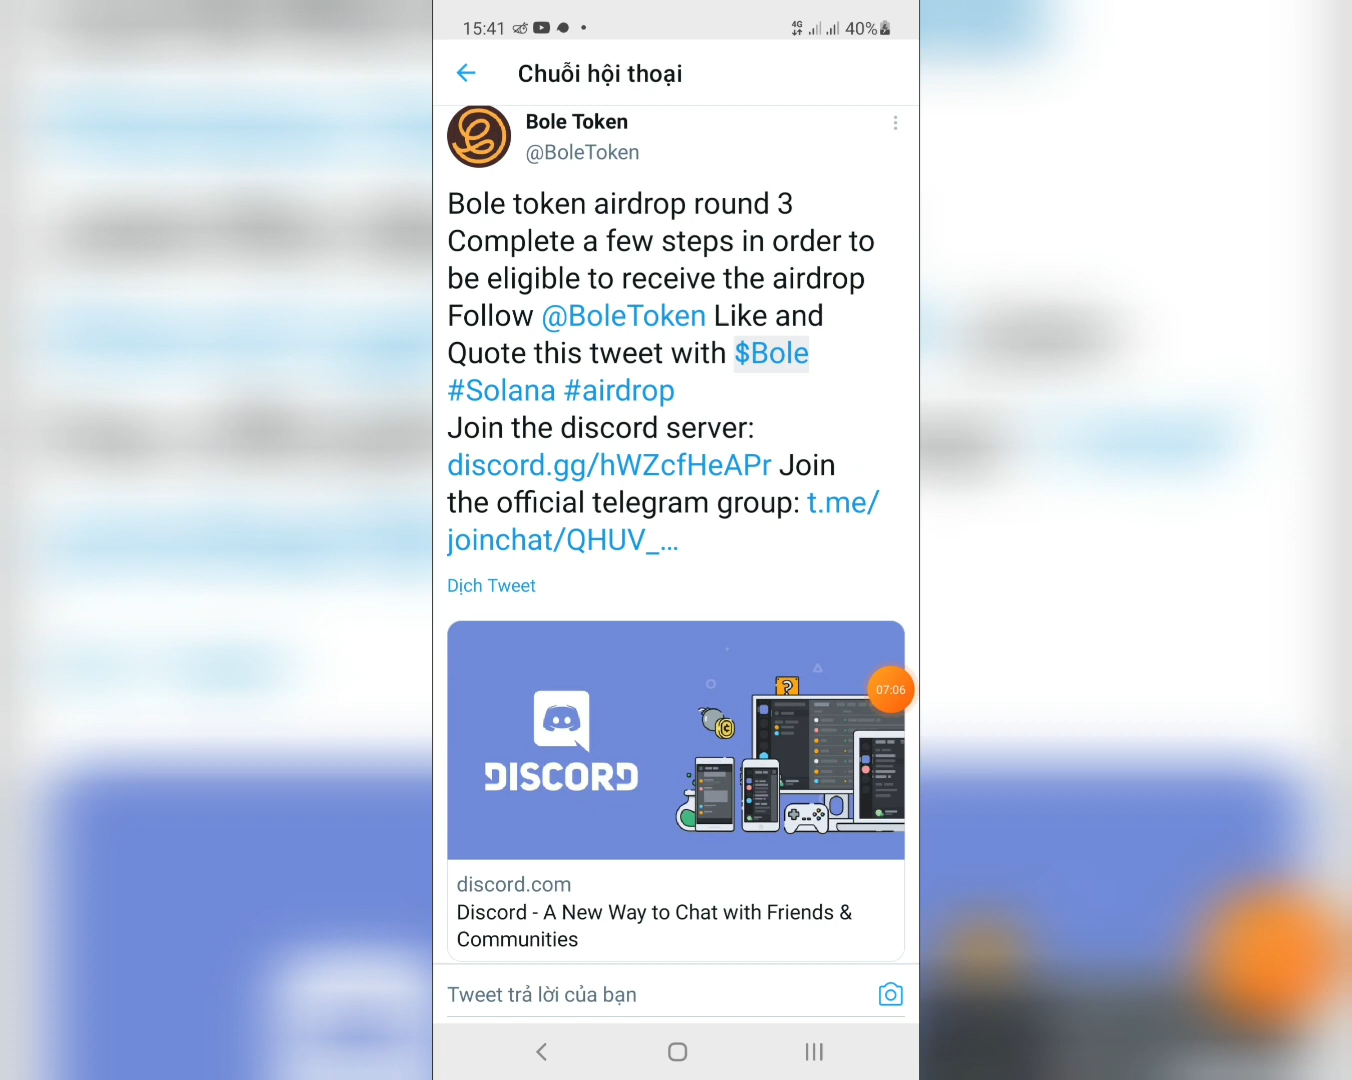 15:41
4G 40%
Chuỗi hội thoại
Bole Token
@BoleToken
Bole token airdrop round 3
Complete a few steps in order to
be eligible to receive the airdrop
Follow @BoleToken Like and
Quote this tweet with $Bole
#Solana #airdrop
Join the discord server:
discord.gg/hWZcfHeAPr Join
the official telegram group: t.me/
joinchat/QHUV_...
Dịch Tweet
?
07:06
DISCORD
discord.com
Discord - A New Way to Chat with Friends &
Communities
Tweet trả lời của bạn